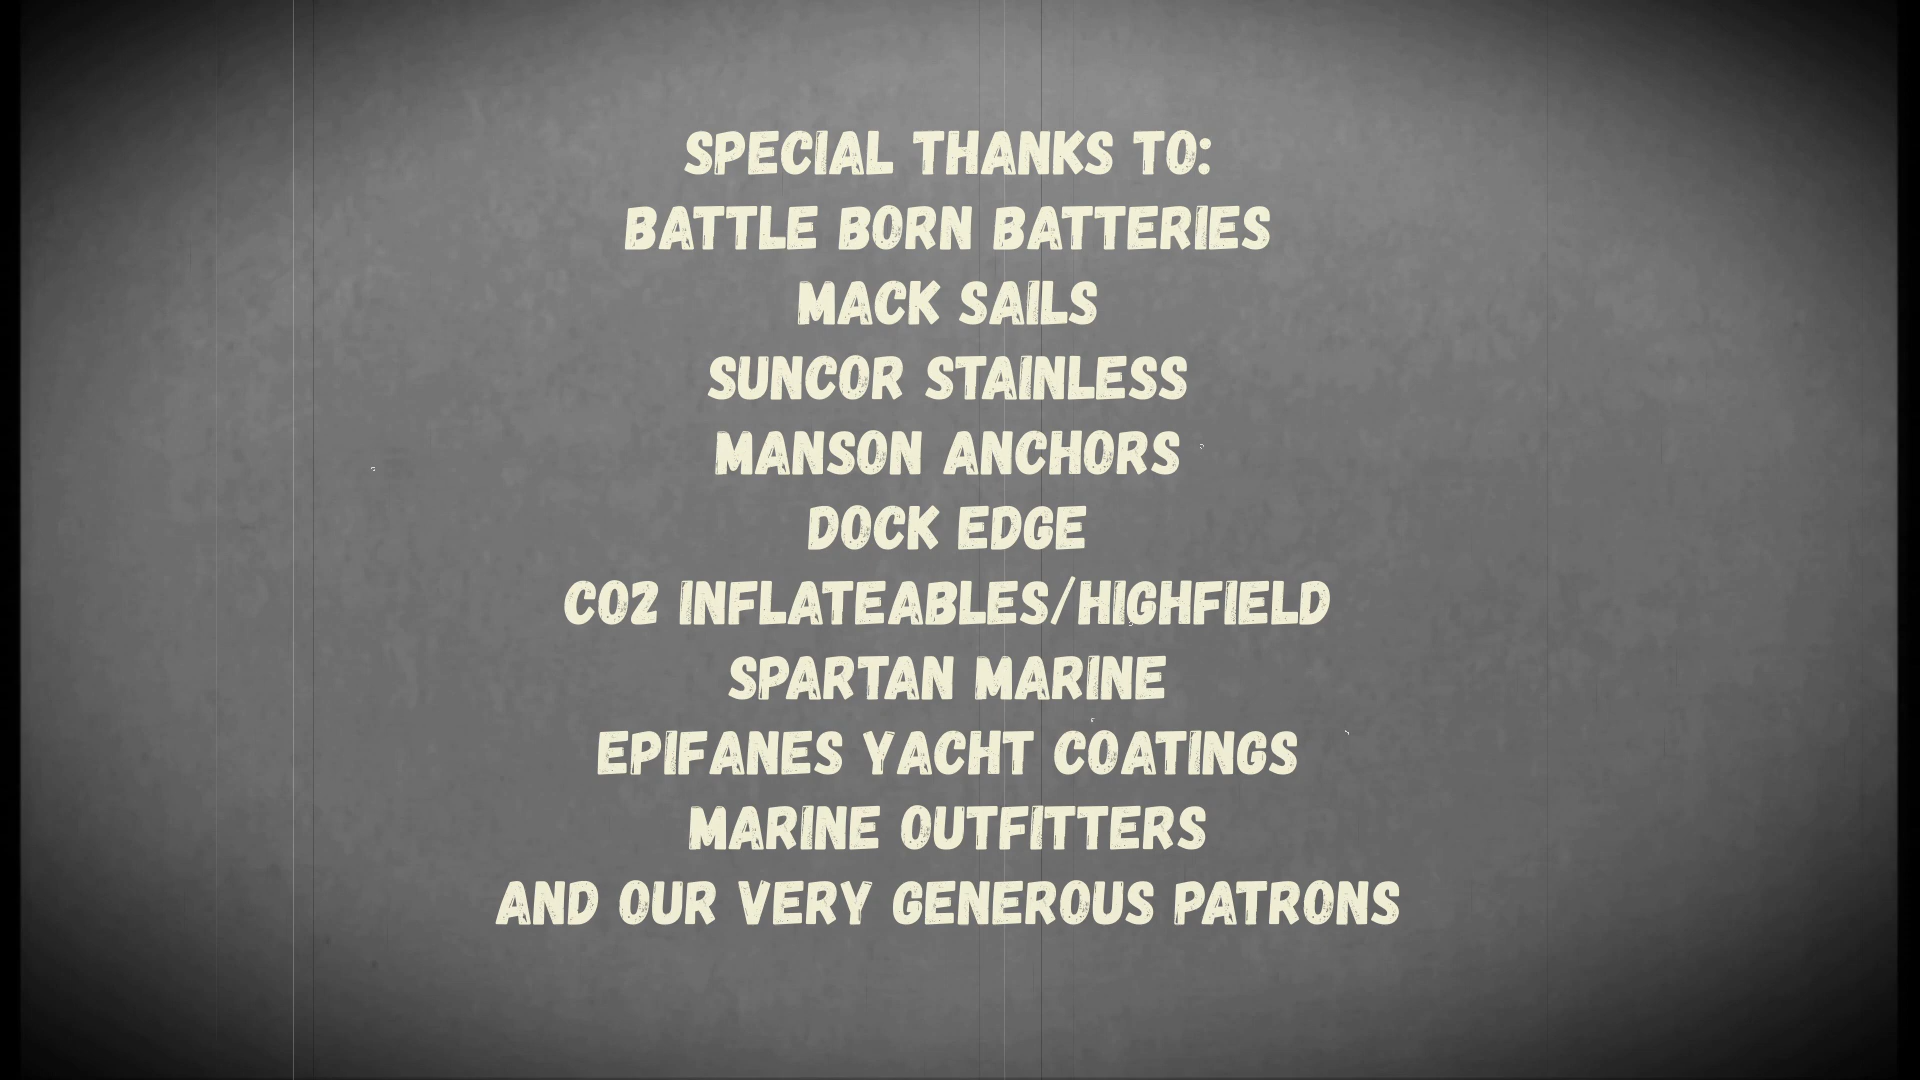 SPECIAL THANKS TO:
BATTLE BORN BATTERIES
MACK SAILS
SUNCOR STAINLESS
MANSON ANCHORS
DOCK EDGE
CO2 INFLATEABLES/HIGHFIELD
SPARTAN MARINE
EPIFANES YACHT COATINGS
MARINE OUTFITTERS
AND OUR VERY GENEROUS PATRONS